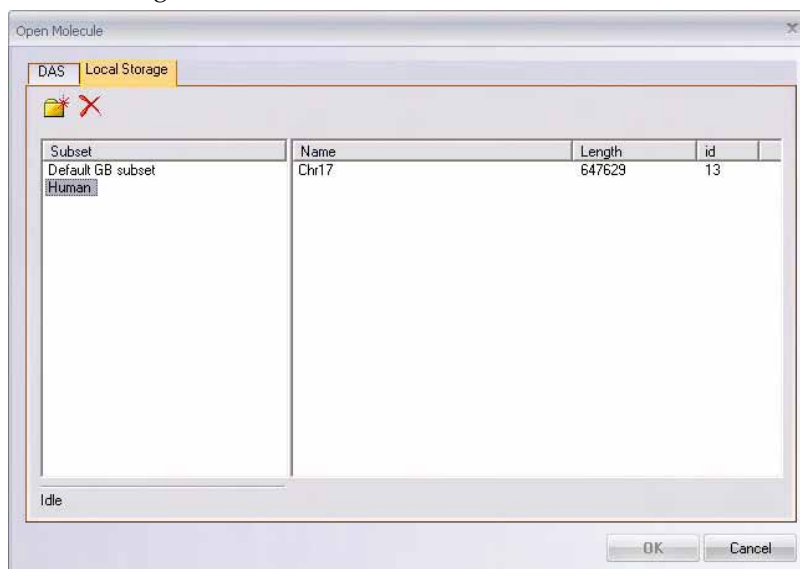 Open Molecule
DAS Local Storage
Subset Name Length id
Default GB subset Chr17 647629 13
Human
Idle
OK Cancel